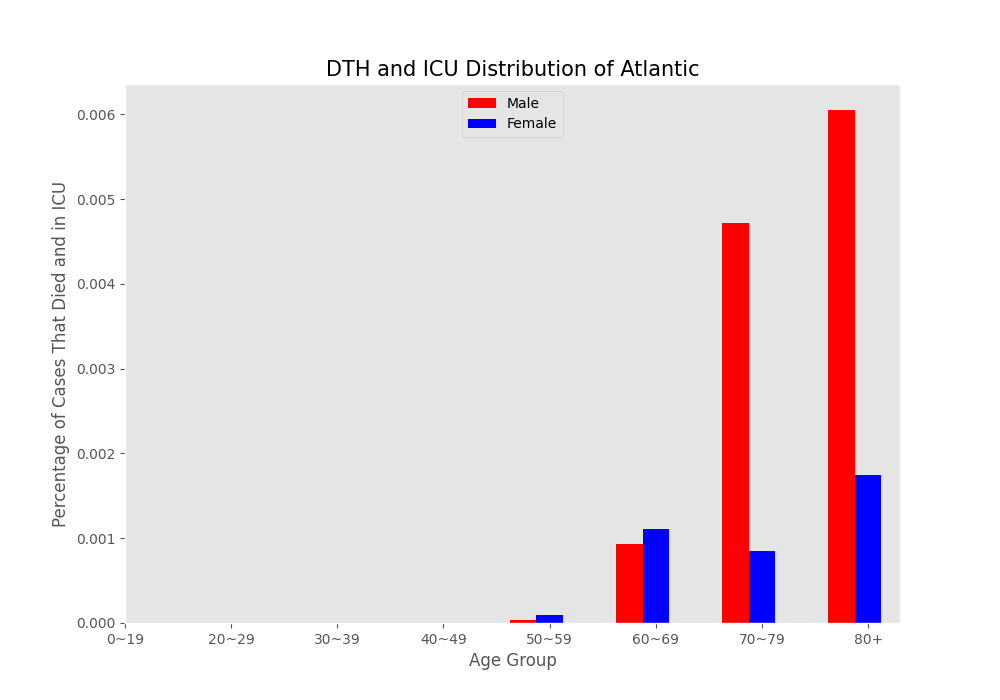 DTH and ICU Distribution of Atlantic
Male
Female
Percentage of Cases That Died and in ICU
0.006
0.005
0.004
0.003
0.002
0.001
0.000
0~19 20~29 30~39 40~49 50~59 60~69 70~79 80+
Age Group